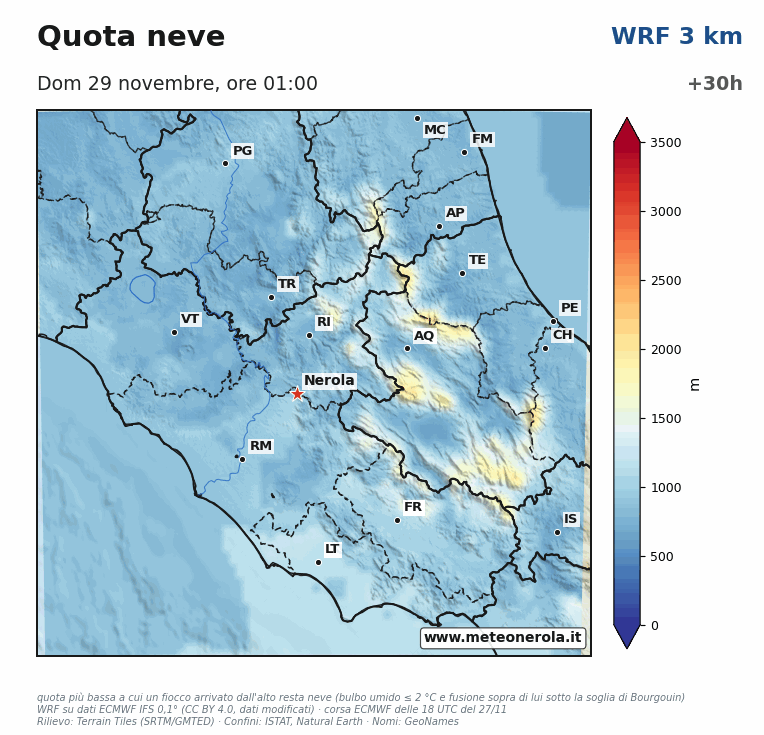 Quota neve
WRF 3 km
Dom 29 novembre, ore 01:00
+30h
MC
FM
PG
AP
TE
TR
PE
VT
RI
AQ
CH
Nerola
RM
FR
IS
LT
www.meteonerola.it
3500
3000
2500
2000
1500
1000
500
0
m
quota più bassa a cui un fiocco arrivato dall'alto resta neve (bulbo umido ≤ 2 °C e fusione sopra di lui sotto la soglia di Bourgouin)
WRF su dati ECMWF IFS 0,1° (CC BY 4.0, dati modificati) · corsa ECMWF delle 18 UTC del 27/11
Rilievo: Terrain Tiles (SRTM/GMTED) · Confini: ISTAT, Natural Earth · Nomi: GeoNames